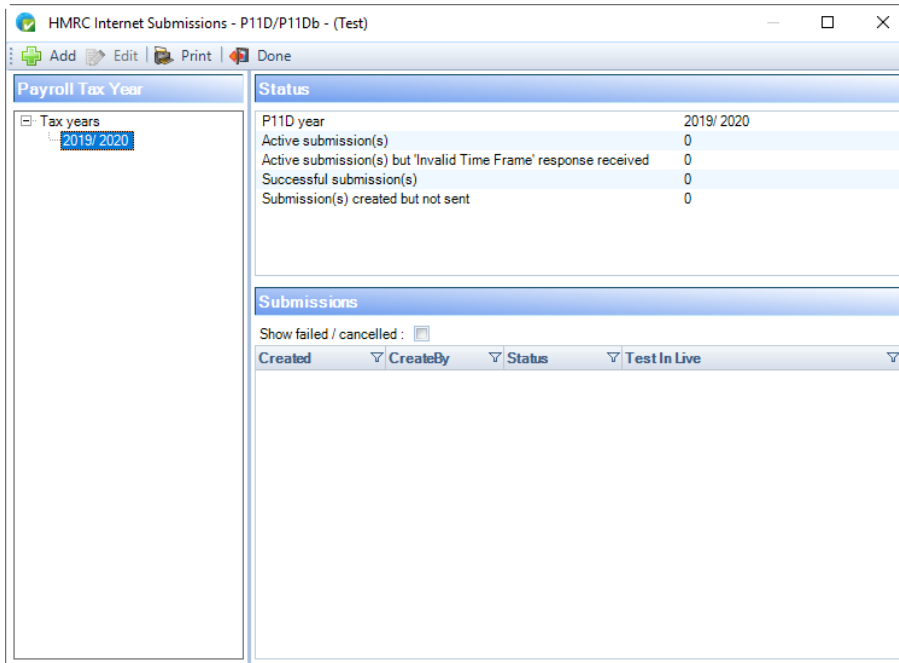 HMRC Internet Submissions - P11D/P11Db - (Test)
Add Edit Print Done
Payroll Tax Year
Tax years
2019/ 2020
Status
P11D year 2019/ 2020
Active submission(s) 0
Active submission(s) but 'Invalid Time Frame' response received 0
Successful submission(s) 0
Submission(s) created but not sent 0
Submissions
Show failed / cancelled :
Created CreateBy Status Test In Live